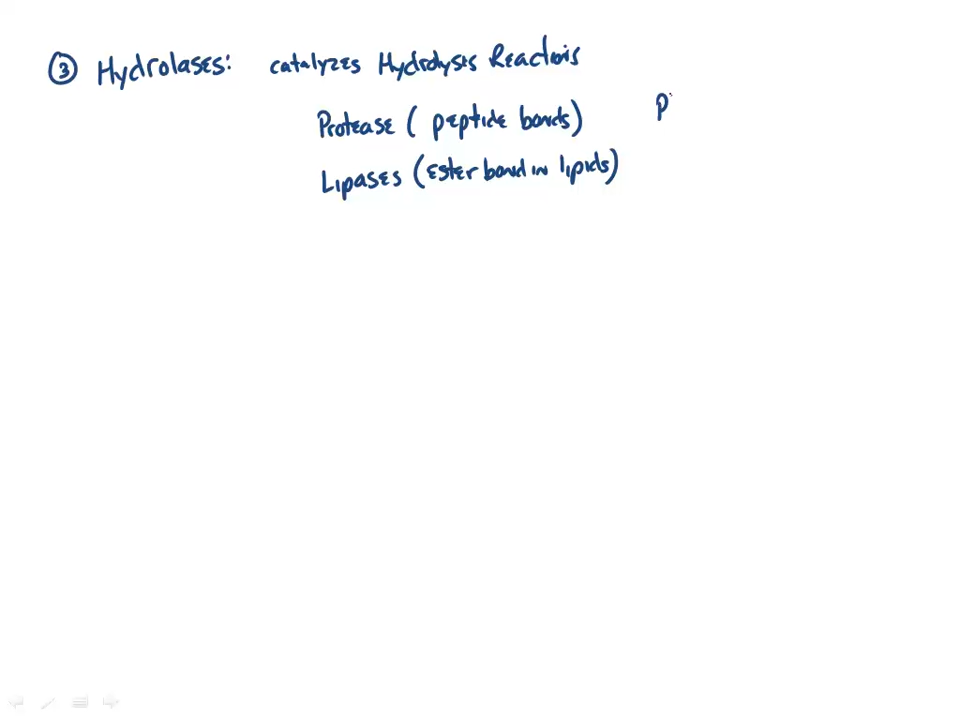 ③ Hydrolases: catalyzes Hydrolysis Reactions
Protease ( peptide bonds) P
Lipases (Ester bond in lipids)